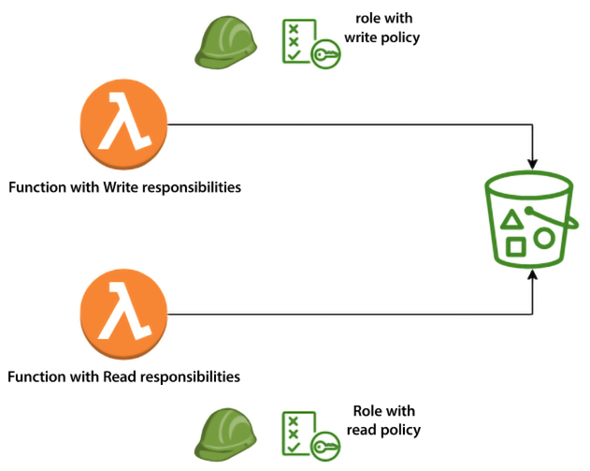 role with
write policy
Function with Write responsibilities
Function with Read responsibilities
Role with
read policy